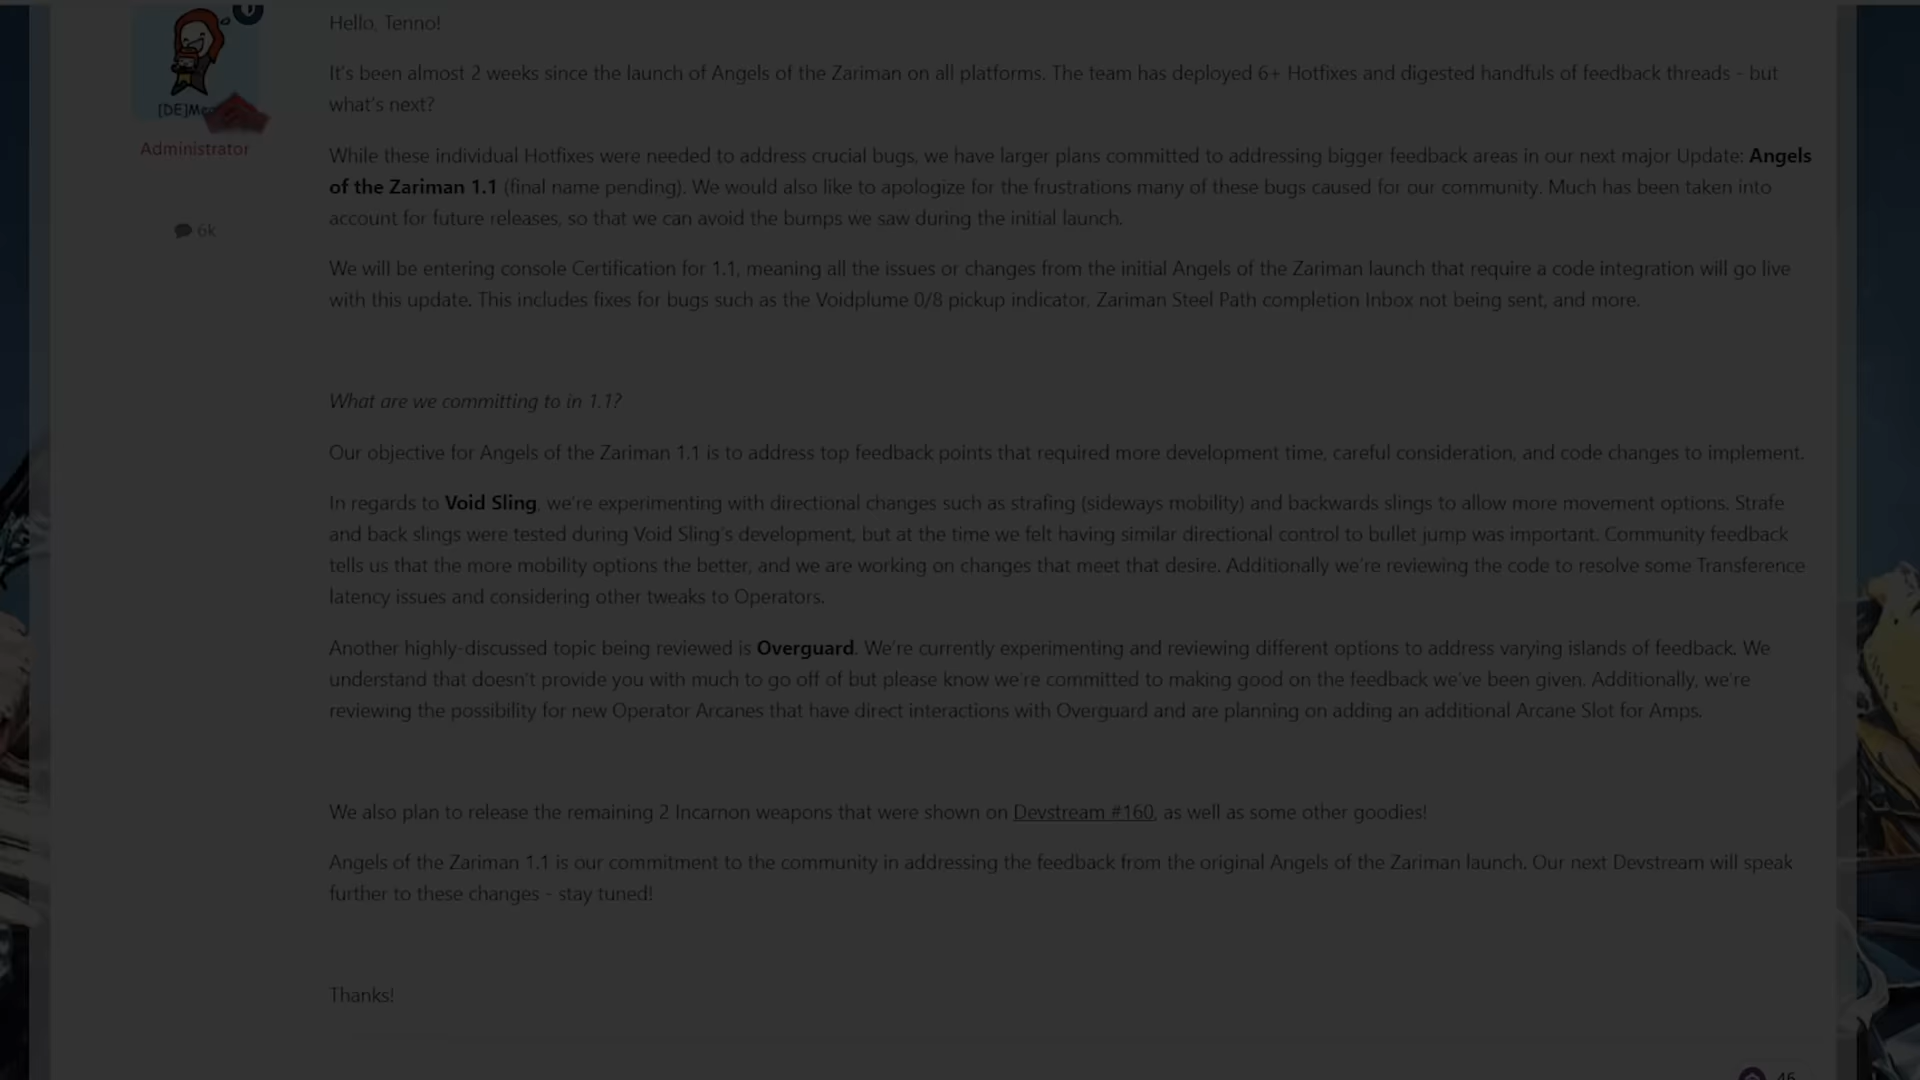 Hello, Tenno!
It's been almost 2 weeks since the launch of Angels of the Zariman on all platforms. The team has deployed 6+ Hotfixes and digested handfuls of feedback threads - but
what's next?
[DE]Me
Administrator
While these individual Hotfixes were needed to address crucial bugs, we have larger plans committed to addressing bigger feedback areas in our next major Update: Angels
of the Zariman 1.1 (final name pending). We would also like to apologize for the frustrations many of these bugs caused for our community. Much has been taken into
account for future releases, so that we can avoid the bumps we saw during the initial launch.
6k
We will be entering console Certification for 1.1, meaning all the issues or changes from the initial Angels of the Zariman launch that require a code integration will go live
with this update. This includes fixes for bugs such as the Voidplume 0/8 pickup indicator, Zariman Steel Path completion Inbox not being sent, and more.
What are we committing to in 1.1?
Our objective for Angels of the Zariman 1.1 is to address top feedback points that required more development time, careful consideration, and code changes to implement.
In regards to Void Sling, we're experimenting with directional changes such as strafing (sideways mobility) and backwards slings to allow more movement options. Strafe
and back slings were tested during Void Sling's development, but at the time we felt having similar directional control to bullet jump was important. Community feedback
tells us that the more mobility options the better, and we are working on changes that meet that desire. Additionally we're reviewing the code to resolve some Transference
latency issues and considering other tweaks to Operators.
Another highly-discussed topic being reviewed is Overguard. We're currently experimenting and reviewing different options to address varying islands of feedback. We
understand that doesn't provide you with much to go off of but please know we're committed to making good on the feedback we've been given. Additionally, we're
reviewing the possibility for new Operator Arcanes that have direct interactions with Overguard and are planning on adding an additional Arcane Slot for Amps.
We also plan to release the remaining 2 Incarnon weapons that were shown on Devstream #160, as well as some other goodies!
Angels of the Zariman 1.1 is our commitment to the community in addressing the feedback from the original Angels of the Zariman launch. Our next Devstream will speak
further to these changes - stay tuned!
Thanks!
46